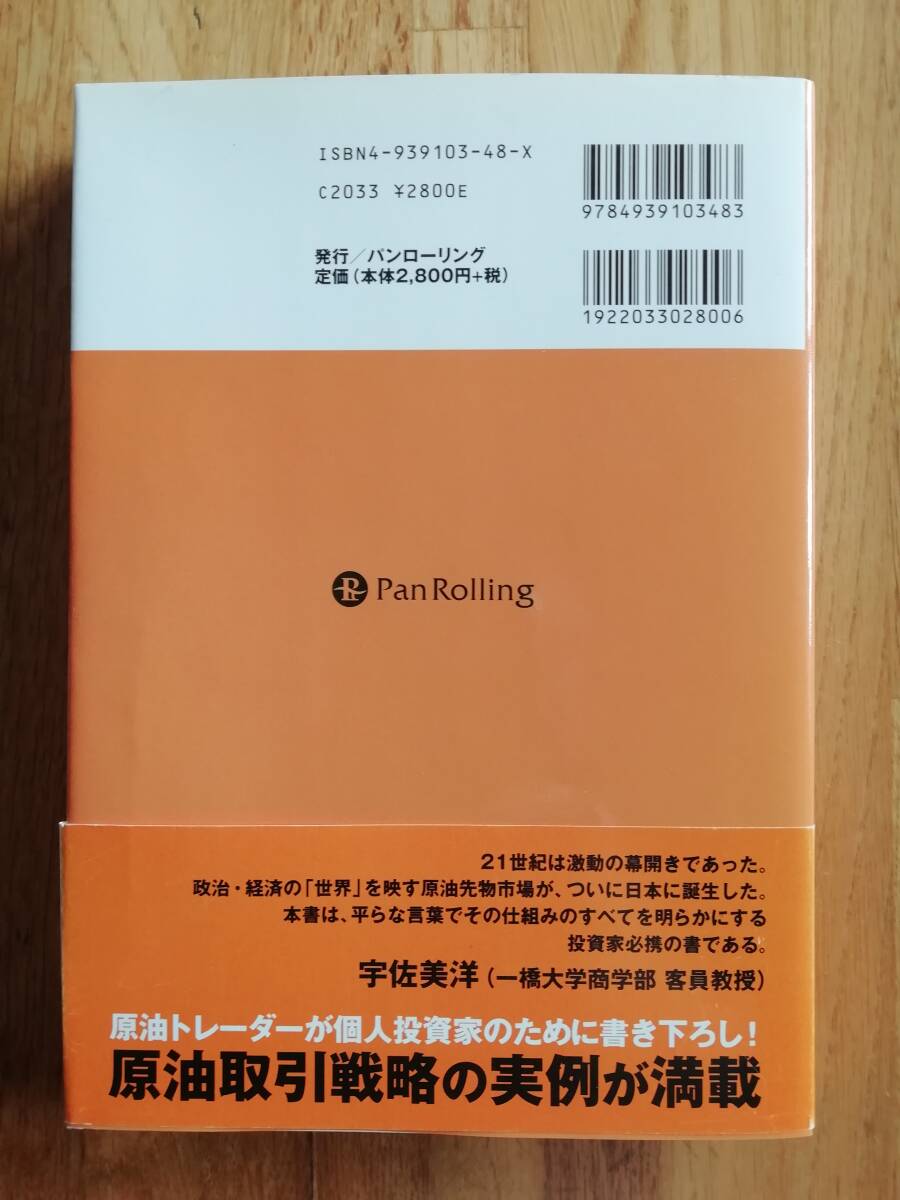 ISBN4-939103-48-X
C2033 ¥2800E
9784939103483
発行／パンローリング
定価（本体2,800円+税）
1922033028006
PanRolling
21世紀は激動の幕開きであった。
政治・経済の「世界」を映す原油先物市場が、ついに日本に誕生した。
本書は、平らな言葉でその仕組みのすべてを明らかにする
投資家必携の書である。
宇佐美洋（一橋大学商学部 客員教授）
原油トレーダーが個人投資家のために書き下ろし！
原油取引戦略の実例が満載